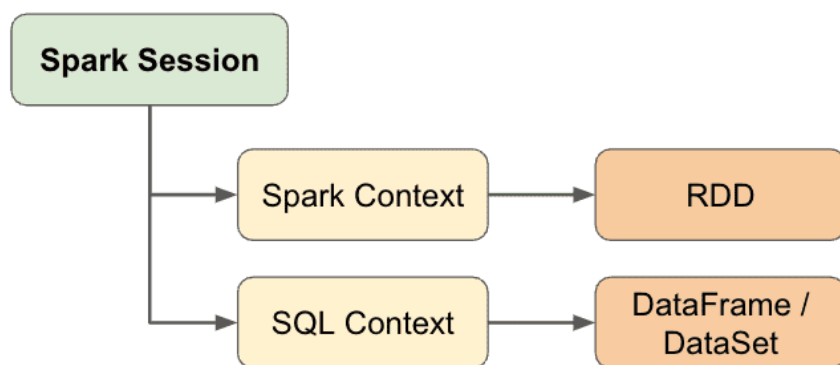 Spark Session
Spark Context
RDD
SQL Context
DataFrame /
DataSet